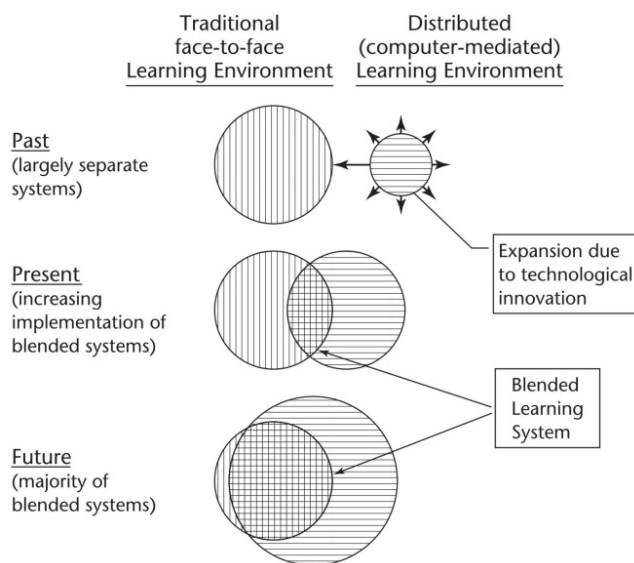 Traditional
face-to-face
Learning Environment
Distributed
(computer-mediated)
Learning Environment
Past
(largely separate
systems)
Expansion due
to technological
innovation
Present
(increasing
implementation of
blended systems)
Blended
Learning
System
Future
(majority of
blended systems)